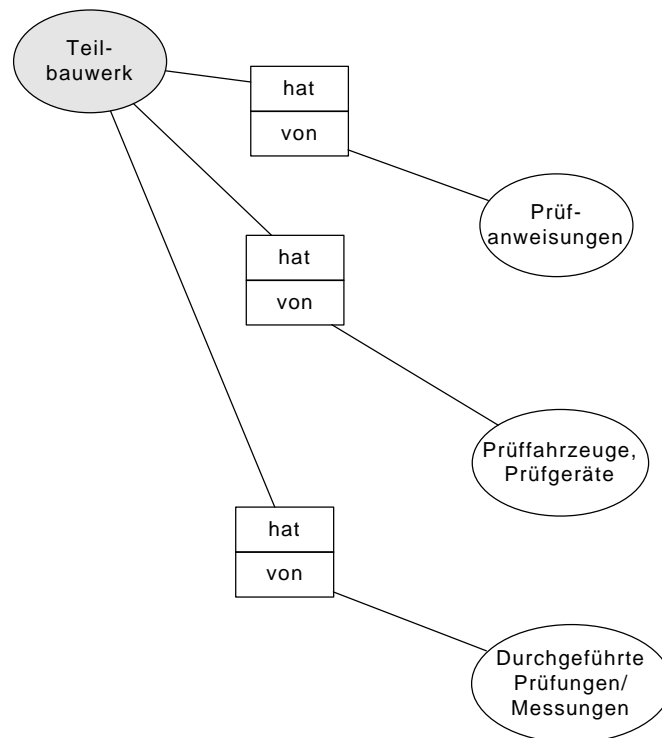 Teil-
bauwerk
hat
von
Prüf-
anweisungen
hat
von
Prüffahrzeuge,
Prüfgeräte
hat
von
Durchgeführte
Prüfungen/
Messungen